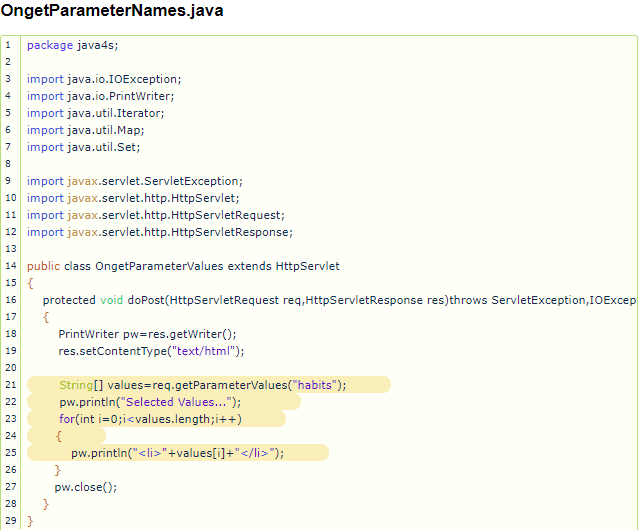 OngetParameterNames.java
1 package java4s;
2
3 import java.io.IOException;
4 import java.io.PrintWriter;
5 import java.util.Iterator;
6 import java.util.Map;
7 import java.util.Set;
8
9 import javax.servlet.ServletException;
10 import javax.servlet.http.HttpServlet;
11 import javax.servlet.http.HttpServletRequest;
12 import javax.servlet.http.HttpServletResponse;
13
14 public class OngetParameterValues extends HttpServlet
15 {
16 protected void doPost(HttpServletRequest req,HttpServletResponse res)throws ServletException,IOExcep
17 {
18 PrintWriter pw=res.getWriter();
19 res.setContentType("text/html");
20
21 String[] values=req.getParameterValues("habits");
22 pw.println("Selected Values...");
23 for(int i=0;i<values.length;i++)
24 {
25 pw.println("<li>"+values[i]+"</li>");
26 }
27 pw.close();
28 }
29 }